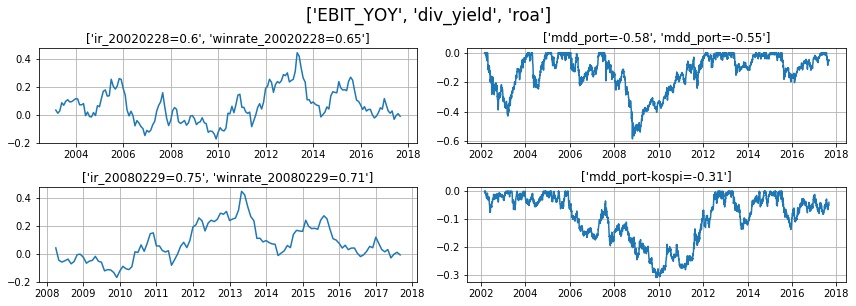 ['EBIT_YOY', 'div_yield', 'roa']
['ir_20020228=0.6', 'winrate_20020228=0.65']
0.4
0.2
0.0
−0.2
2004 2006 2008 2010 2012 2014 2016 2018
['mdd_port=-0.58', 'mdd_port=-0.55']
0.0
−0.2
−0.4
−0.6
2002 2004 2006 2008 2010 2012 2014 2016 2018
['ir_20080229=0.75', 'winrate_20080229=0.71']
0.4
0.2
0.0
−0.2
2008 2009 2010 2011 2012 2013 2014 2015 2016 2017 2018
['mdd_port-kospi=-0.31']
0.0
−0.1
−0.2
−0.3
2002 2004 2006 2008 2010 2012 2014 2016 2018